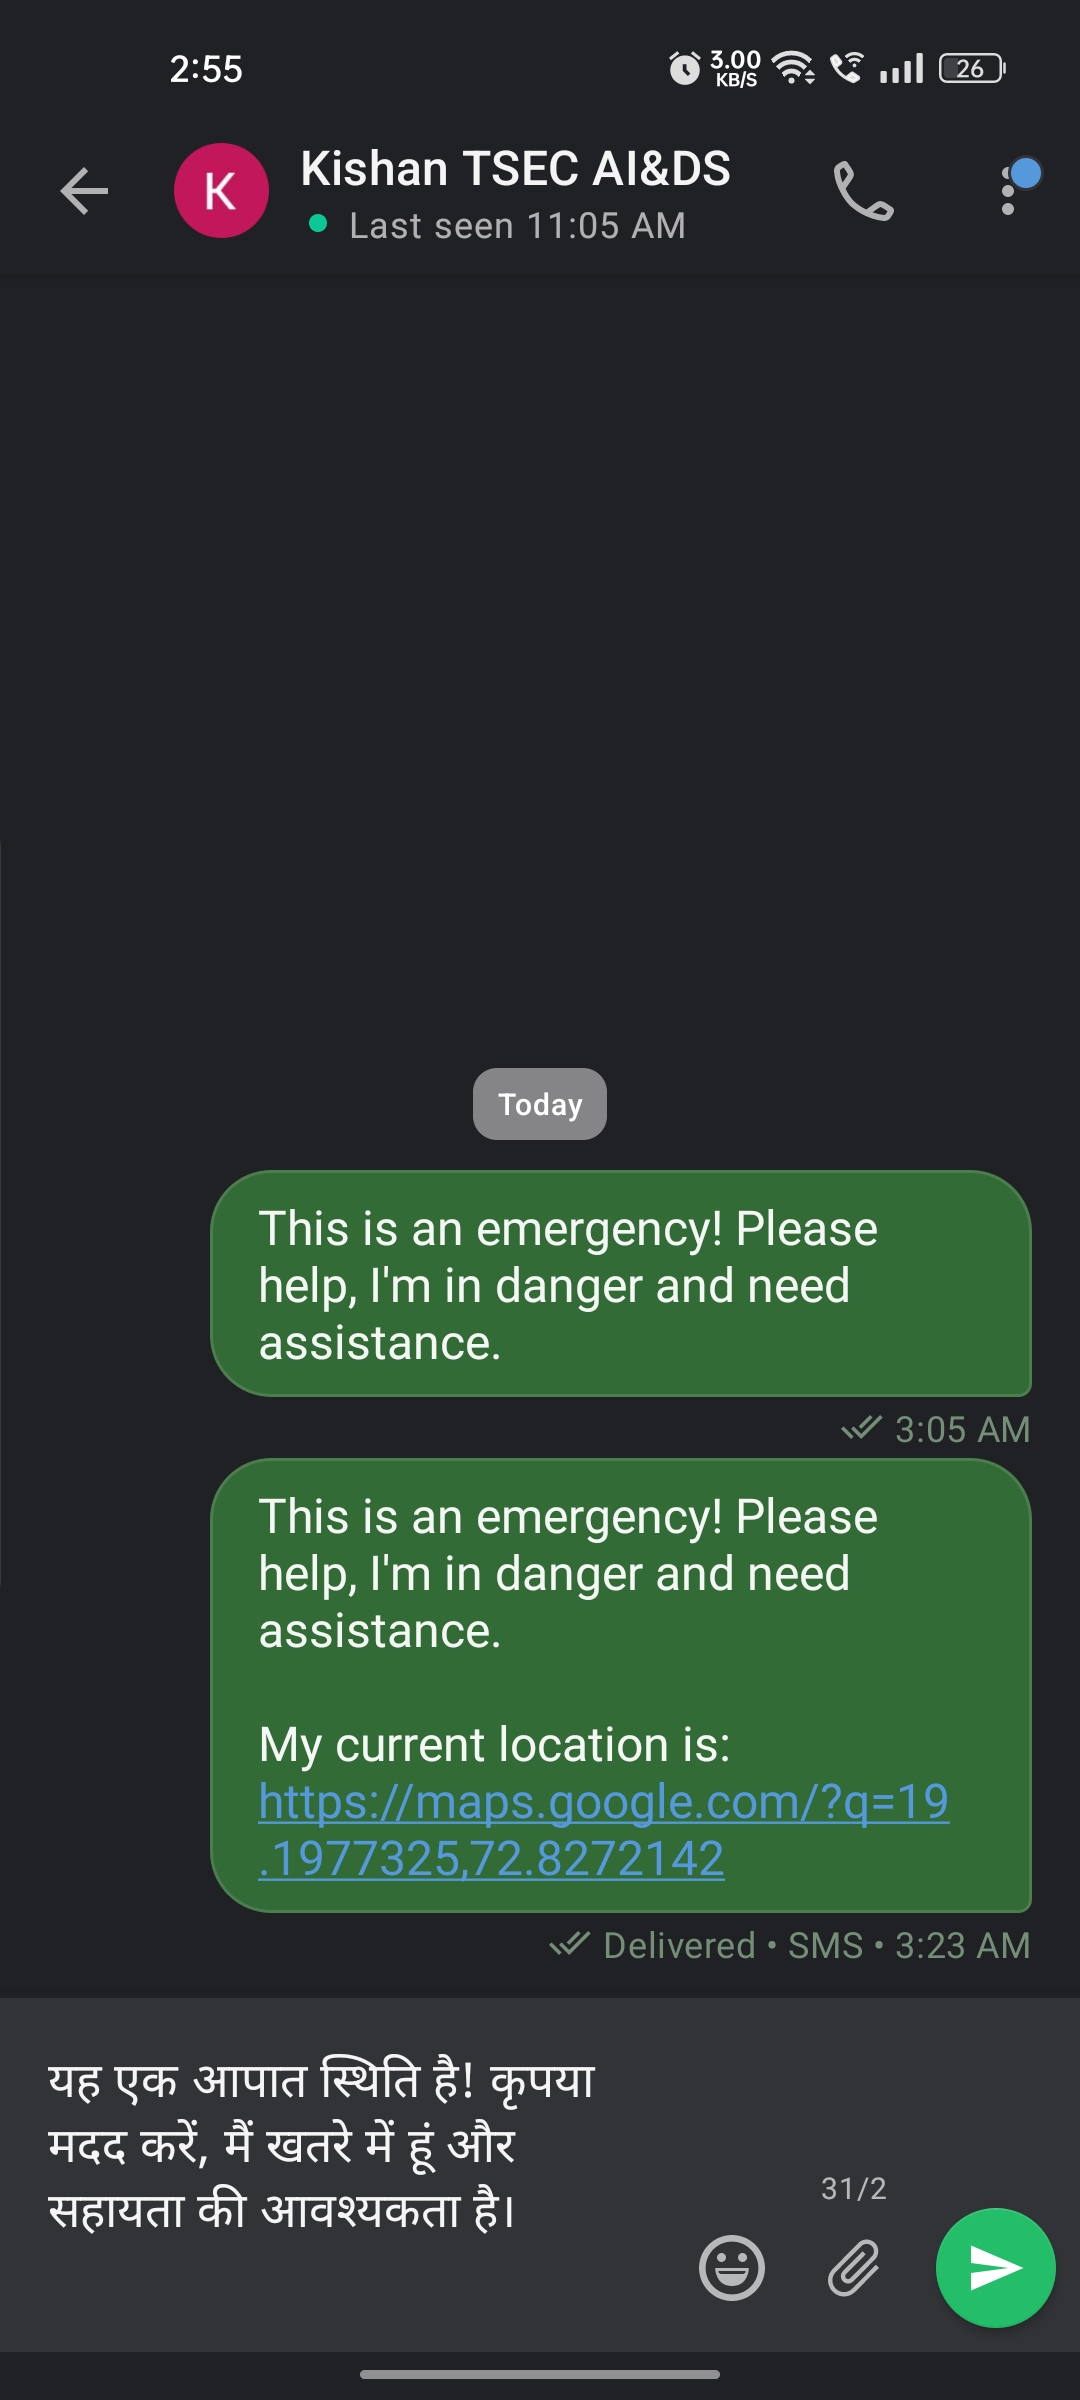 2:55
3.00
KB/S
26
K
Kishan TSEC AI&DS
Last seen 11:05 AM
Today
This is an emergency! Please
help, I'm in danger and need
assistance.
3:05 AM
This is an emergency! Please
help, I'm in danger and need
assistance.
My current location is:
https://maps.google.com/?q=19
.1977325,72.8272142
Delivered • SMS • 3:23 AM
यह एक आपात स्थिति है! कृपया
मदद करें, मैं खतरे में हूं और
सहायता की आवश्यकता है।
31/2